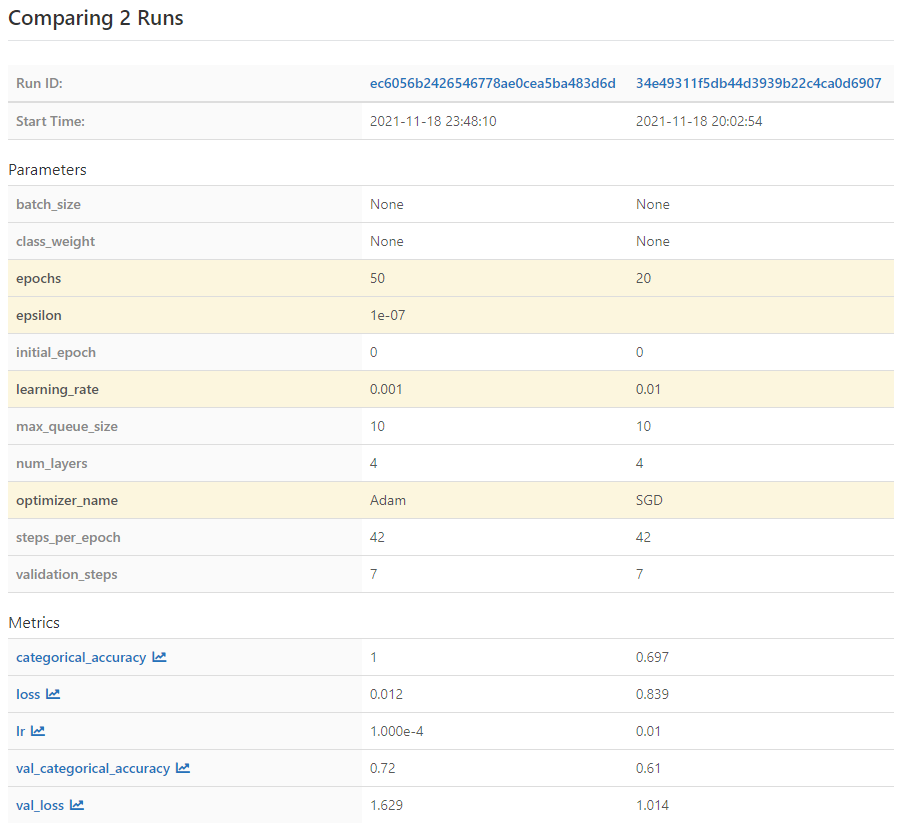 Comparing 2 Runs
Run ID: ec6056b2426546778ae0cea5ba483d6d 34e49311f5db44d3939b22c4ca0d6907
Start Time: 2021-11-18 23:48:10 2021-11-18 20:02:54
Parameters
batch_size None None
class_weight None None
epochs 50 20
epsilon 1e-07
initial_epoch 0 0
learning_rate 0.001 0.01
max_queue_size 10 10
num_layers 4 4
optimizer_name Adam SGD
steps_per_epoch 42 42
validation_steps 7 7
Metrics
categorical_accuracy 1 0.697
loss 0.012 0.839
lr 1.000e-4 0.01
val_categorical_accuracy 0.72 0.61
val_loss 1.629 1.014